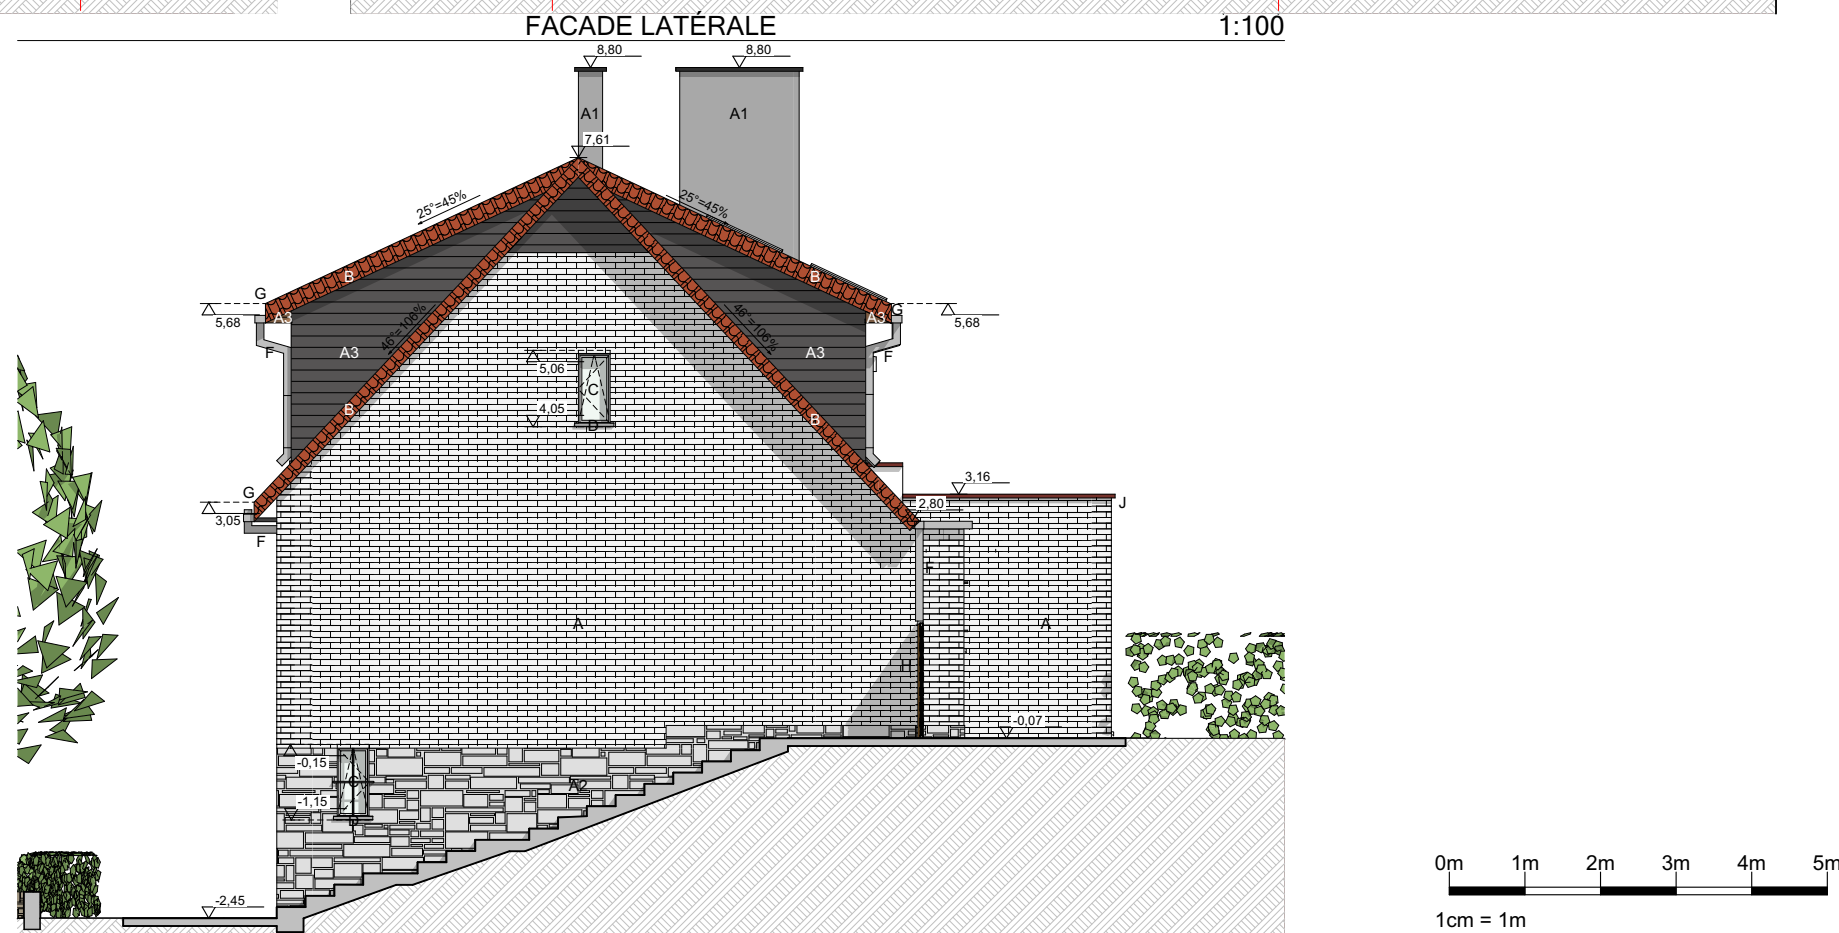 FACADE LATÉRALE 1:100
8,80 8,80
A1 A1
7,61
25°=45% 25°=45%
B B
G G
A3 A3
5,68 5,68
46°=106% 46°=106%
F A3 A3 F
5,06
C
4,05
B B
D
G 3,16
2,80 J
3,05
F F
A A
H
-0,07
-0,15
C A2
-1,15
D
0m 1m 2m 3m 4m 5m
-2,45
1cm = 1m